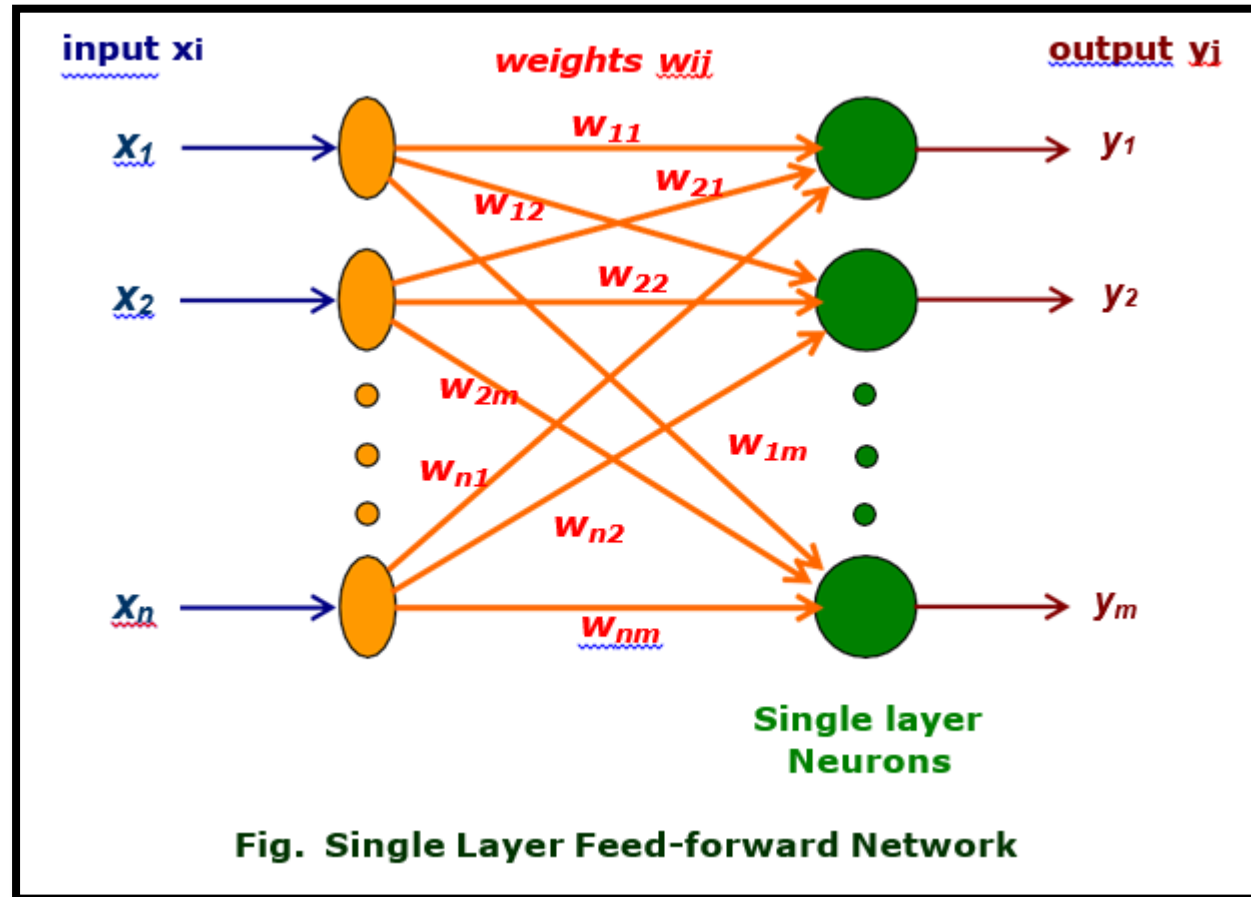 input xi
weights wij
output yj
x1
w11
y1
w21
w12
x2
w22
y2
w2m
w1m
wn1
wn2
xn
wnm
ym
Single layer
Neurons
Fig. Single Layer Feed-forward Network